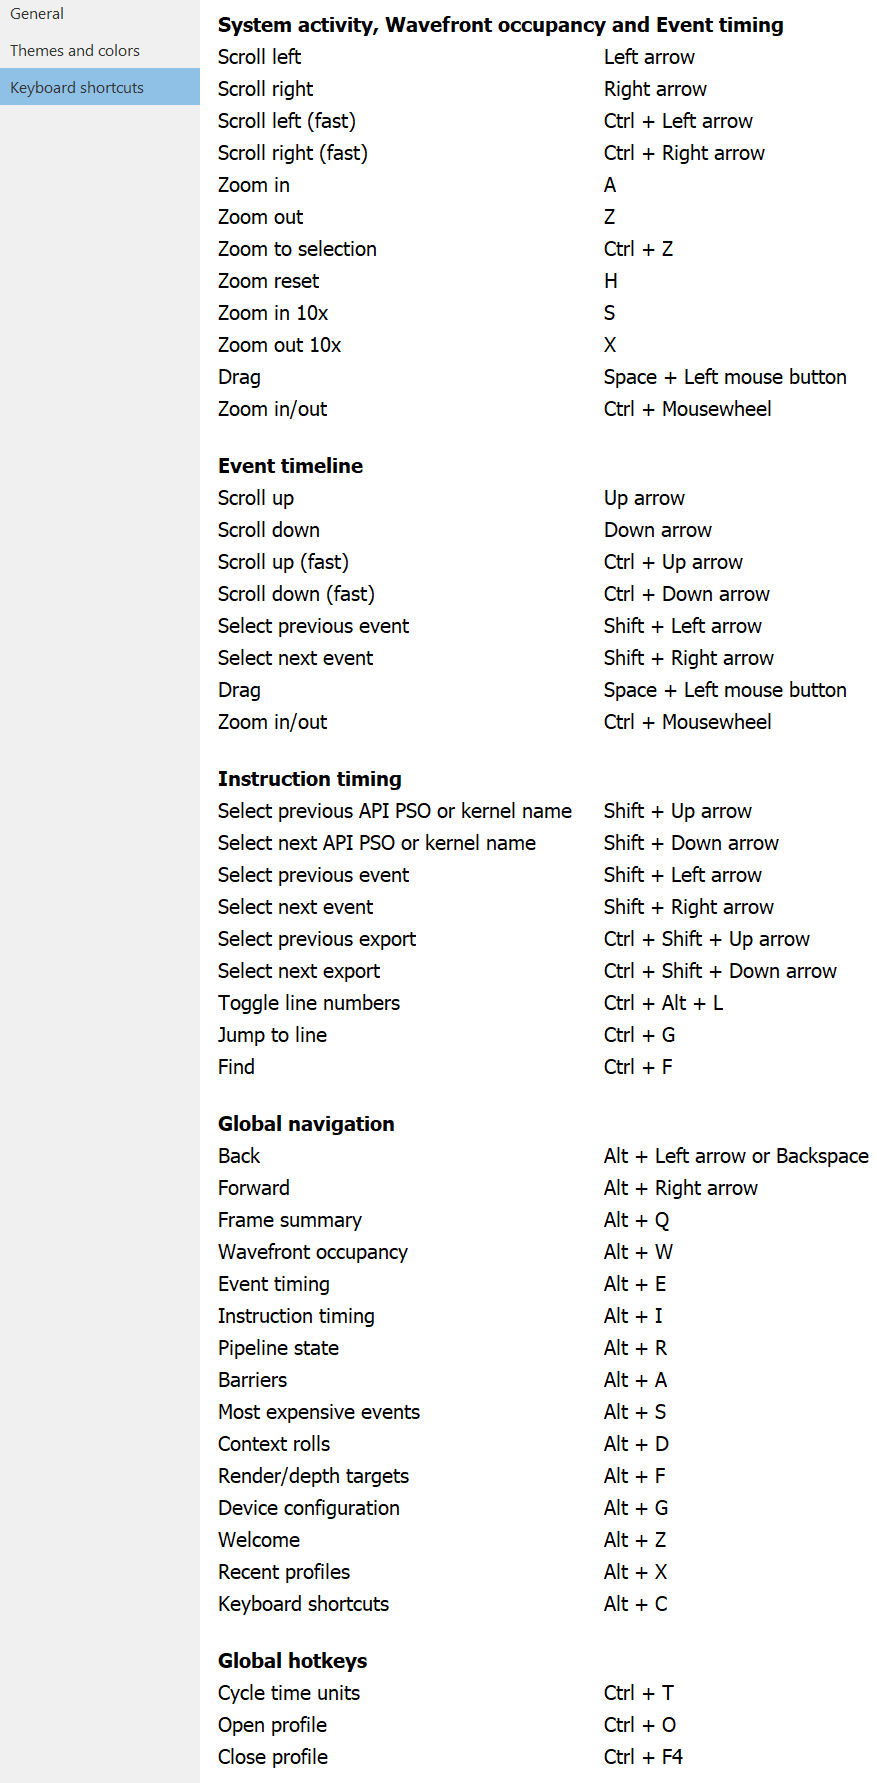 General
Themes and colors
Keyboard shortcuts
System activity, Wavefront occupancy and Event timing
Scroll left Left arrow
Scroll right Right arrow
Scroll left (fast) Ctrl + Left arrow
Scroll right (fast) Ctrl + Right arrow
Zoom in A
Zoom out Z
Zoom to selection Ctrl + Z
Zoom reset H
Zoom in 10x S
Zoom out 10x X
Drag Space + Left mouse button
Zoom in/out Ctrl + Mousewheel
Event timeline
Scroll up Up arrow
Scroll down Down arrow
Scroll up (fast) Ctrl + Up arrow
Scroll down (fast) Ctrl + Down arrow
Select previous event Shift + Left arrow
Select next event Shift + Right arrow
Drag Space + Left mouse button
Zoom in/out Ctrl + Mousewheel
Instruction timing
Select previous API PSO or kernel name Shift + Up arrow
Select next API PSO or kernel name Shift + Down arrow
Select previous event Shift + Left arrow
Select next event Shift + Right arrow
Select previous export Ctrl + Shift + Up arrow
Select next export Ctrl + Shift + Down arrow
Toggle line numbers Ctrl + Alt + L
Jump to line Ctrl + G
Find Ctrl + F
Global navigation
Back Alt + Left arrow or Backspace
Forward Alt + Right arrow
Frame summary Alt + Q
Wavefront occupancy Alt + W
Event timing Alt + E
Instruction timing Alt + I
Pipeline state Alt + R
Barriers Alt + A
Most expensive events Alt + S
Context rolls Alt + D
Render/depth targets Alt + F
Device configuration Alt + G
Welcome Alt + Z
Recent profiles Alt + X
Keyboard shortcuts Alt + C
Global hotkeys
Cycle time units Ctrl + T
Open profile Ctrl + O
Close profile Ctrl + F4